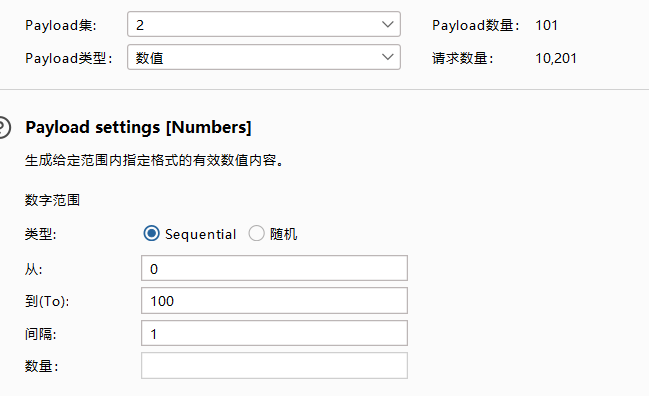 Payload集: 2 Payload数量: 101
Payload类型: 数值 请求数量: 10,201
? Payload settings [Numbers]
生成给定范围内指定格式的有效数值内容。
数字范围
类型: Sequential 随机
从: 0
到(To): 100
间隔: 1
数量: